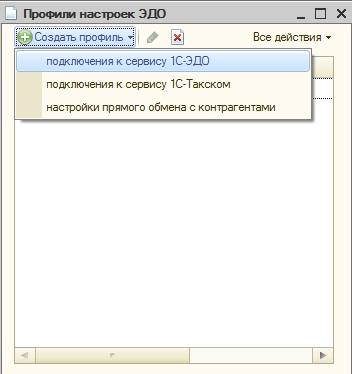 Профили настроек ЭДО
Создать профиль
Все действия
подключения к сервису 1С-ЭДО
подключения к сервису 1С-Такском
настройки прямого обмена с контрагентами